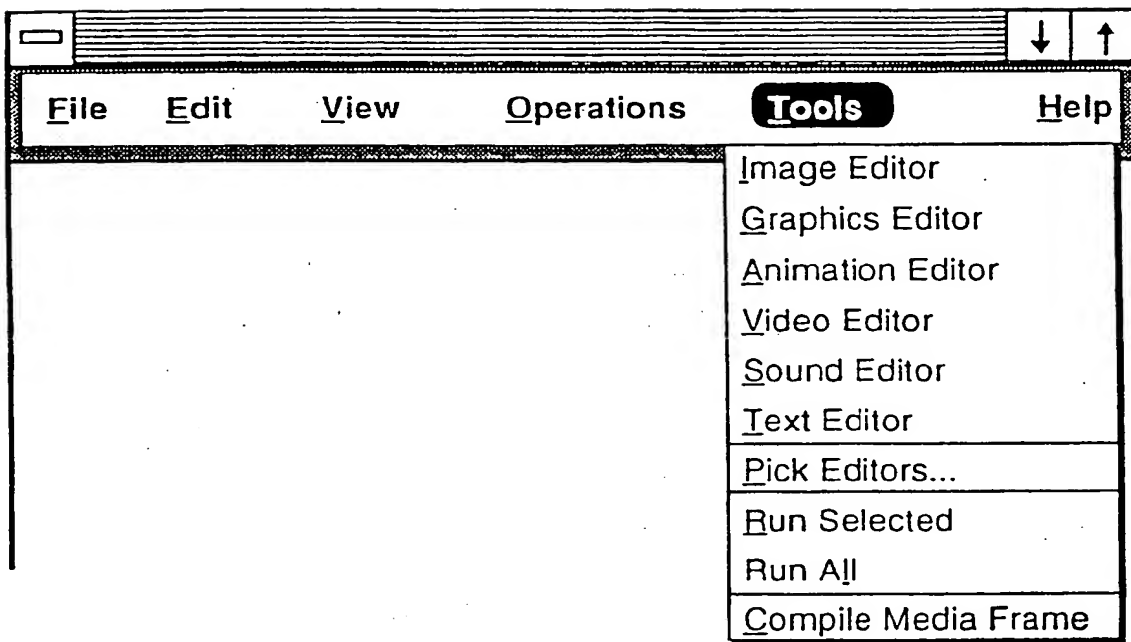 File Edit View Operations Tools Help
Image Editor
Graphics Editor
Animation Editor
Video Editor
Sound Editor
Text Editor
Pick Editors...
Run Selected
Run All
Compile Media Frame